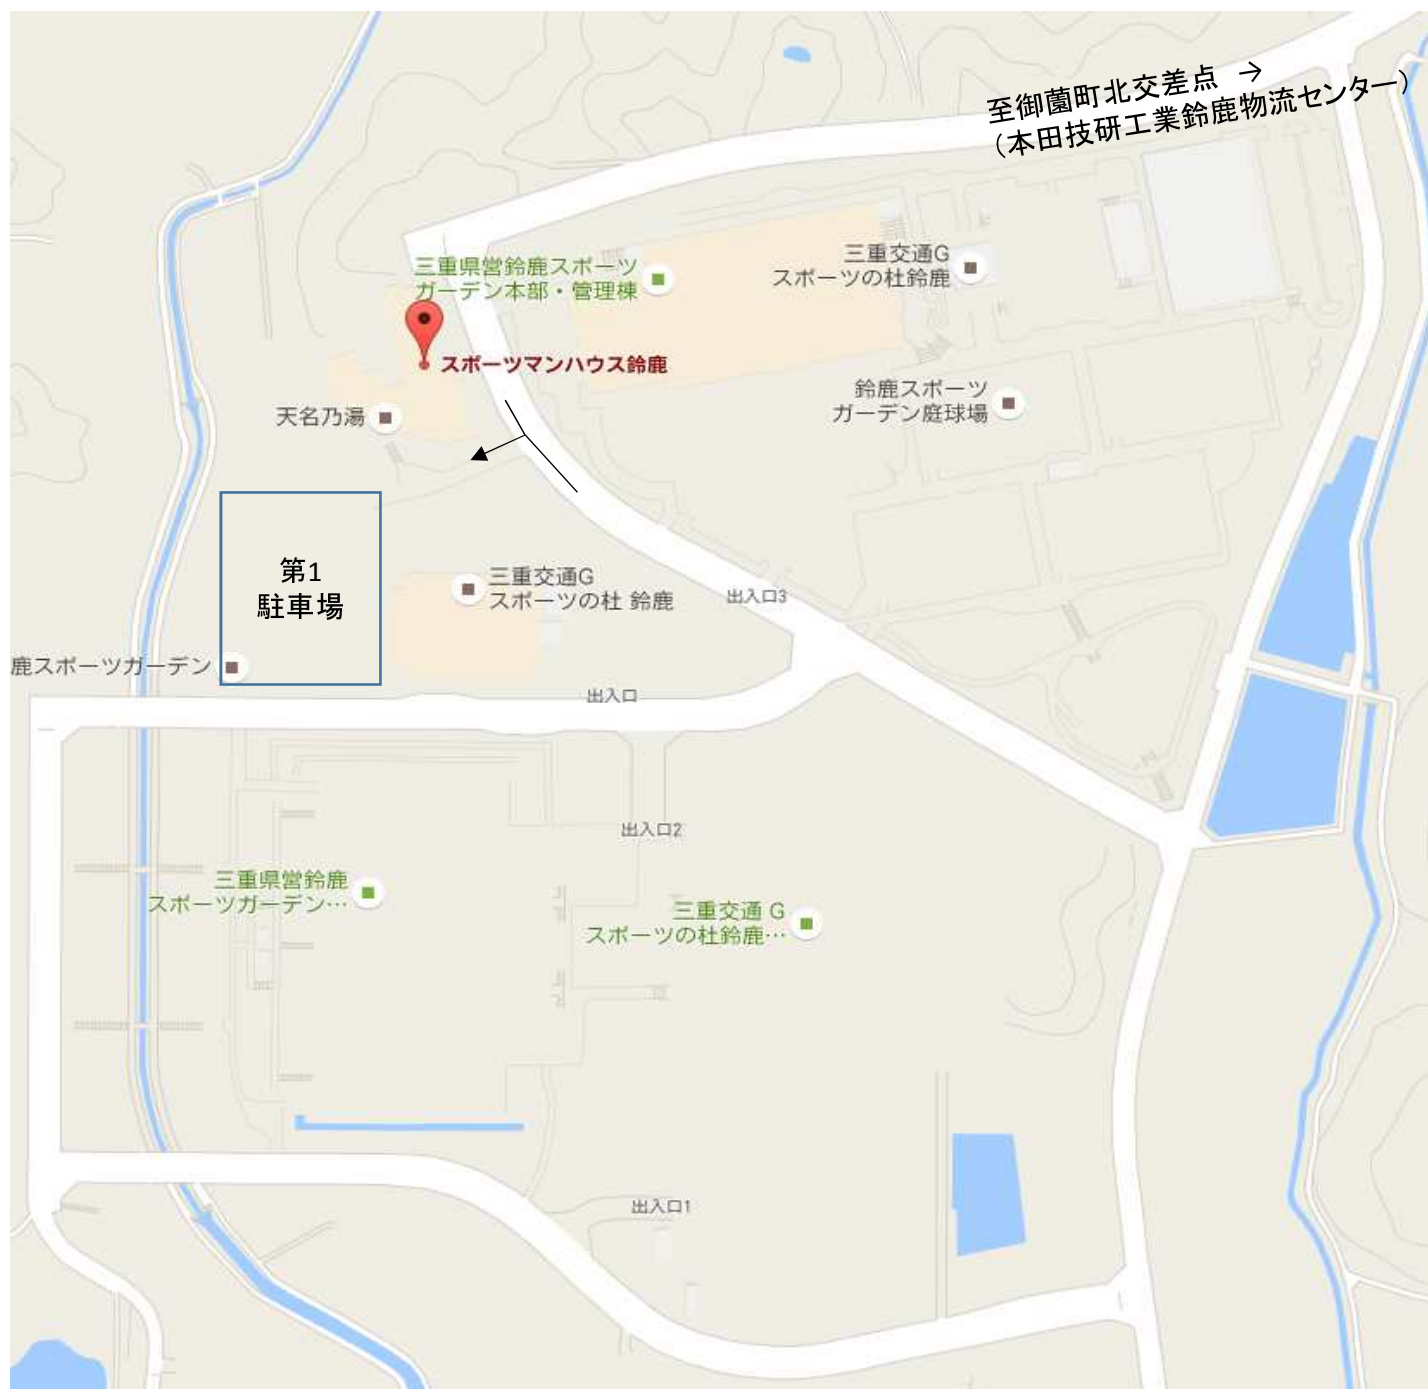 至御薗町北交差点 →
（本田技研工業鈴鹿物流センター）
三重県営鈴鹿スポーツ
ガーデン本部・管理棟
三重交通G
スポーツの杜鈴鹿
スポーツマンハウス鈴鹿
天名乃湯
鈴鹿スポーツ
ガーデン庭球場
第1
駐車場
三重交通G
スポーツの杜 鈴鹿
出入口3
鹿スポーツガーデン
出入口
出入口2
三重県営鈴鹿
スポーツガーデン…
三重交通 G
スポーツの杜鈴鹿…
出入口1